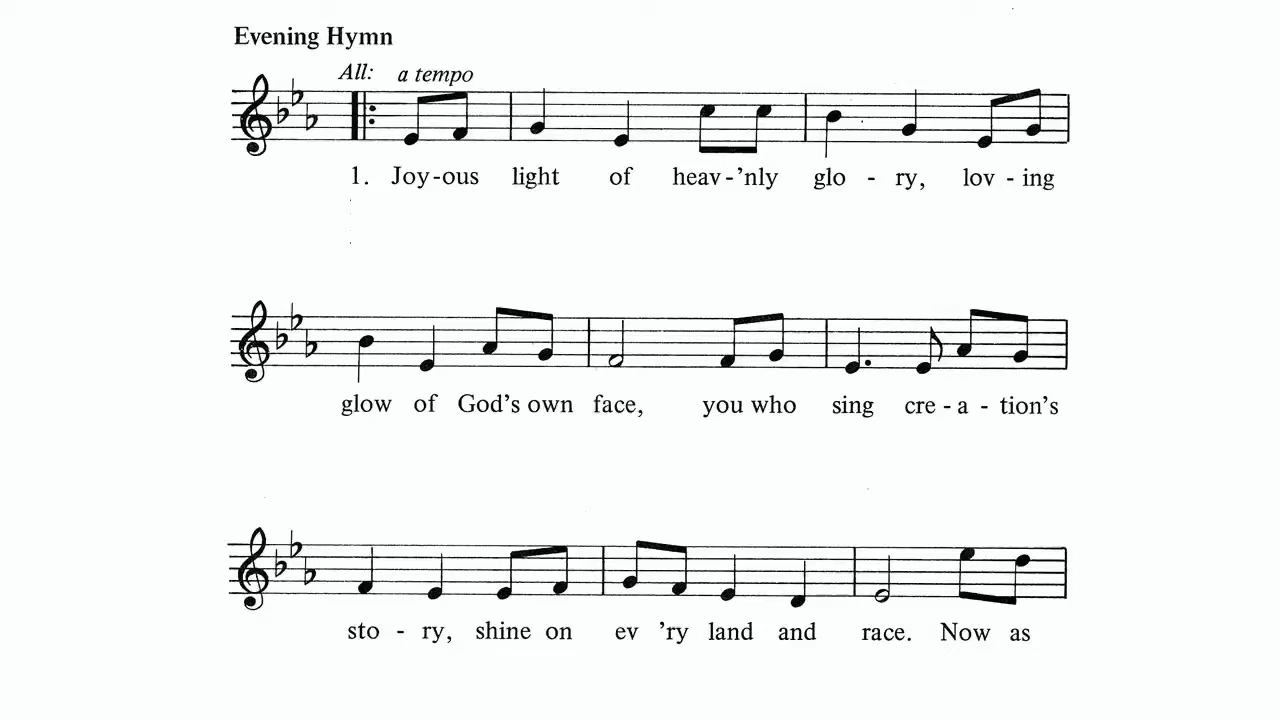 Evening Hymn
All: a tempo
1. Joy-ous light of heav-'nly glo - ry, lov - ing
glow of God's own face, you who sing cre - a - tion's
sto - ry, shine on ev 'ry land and race. Now as